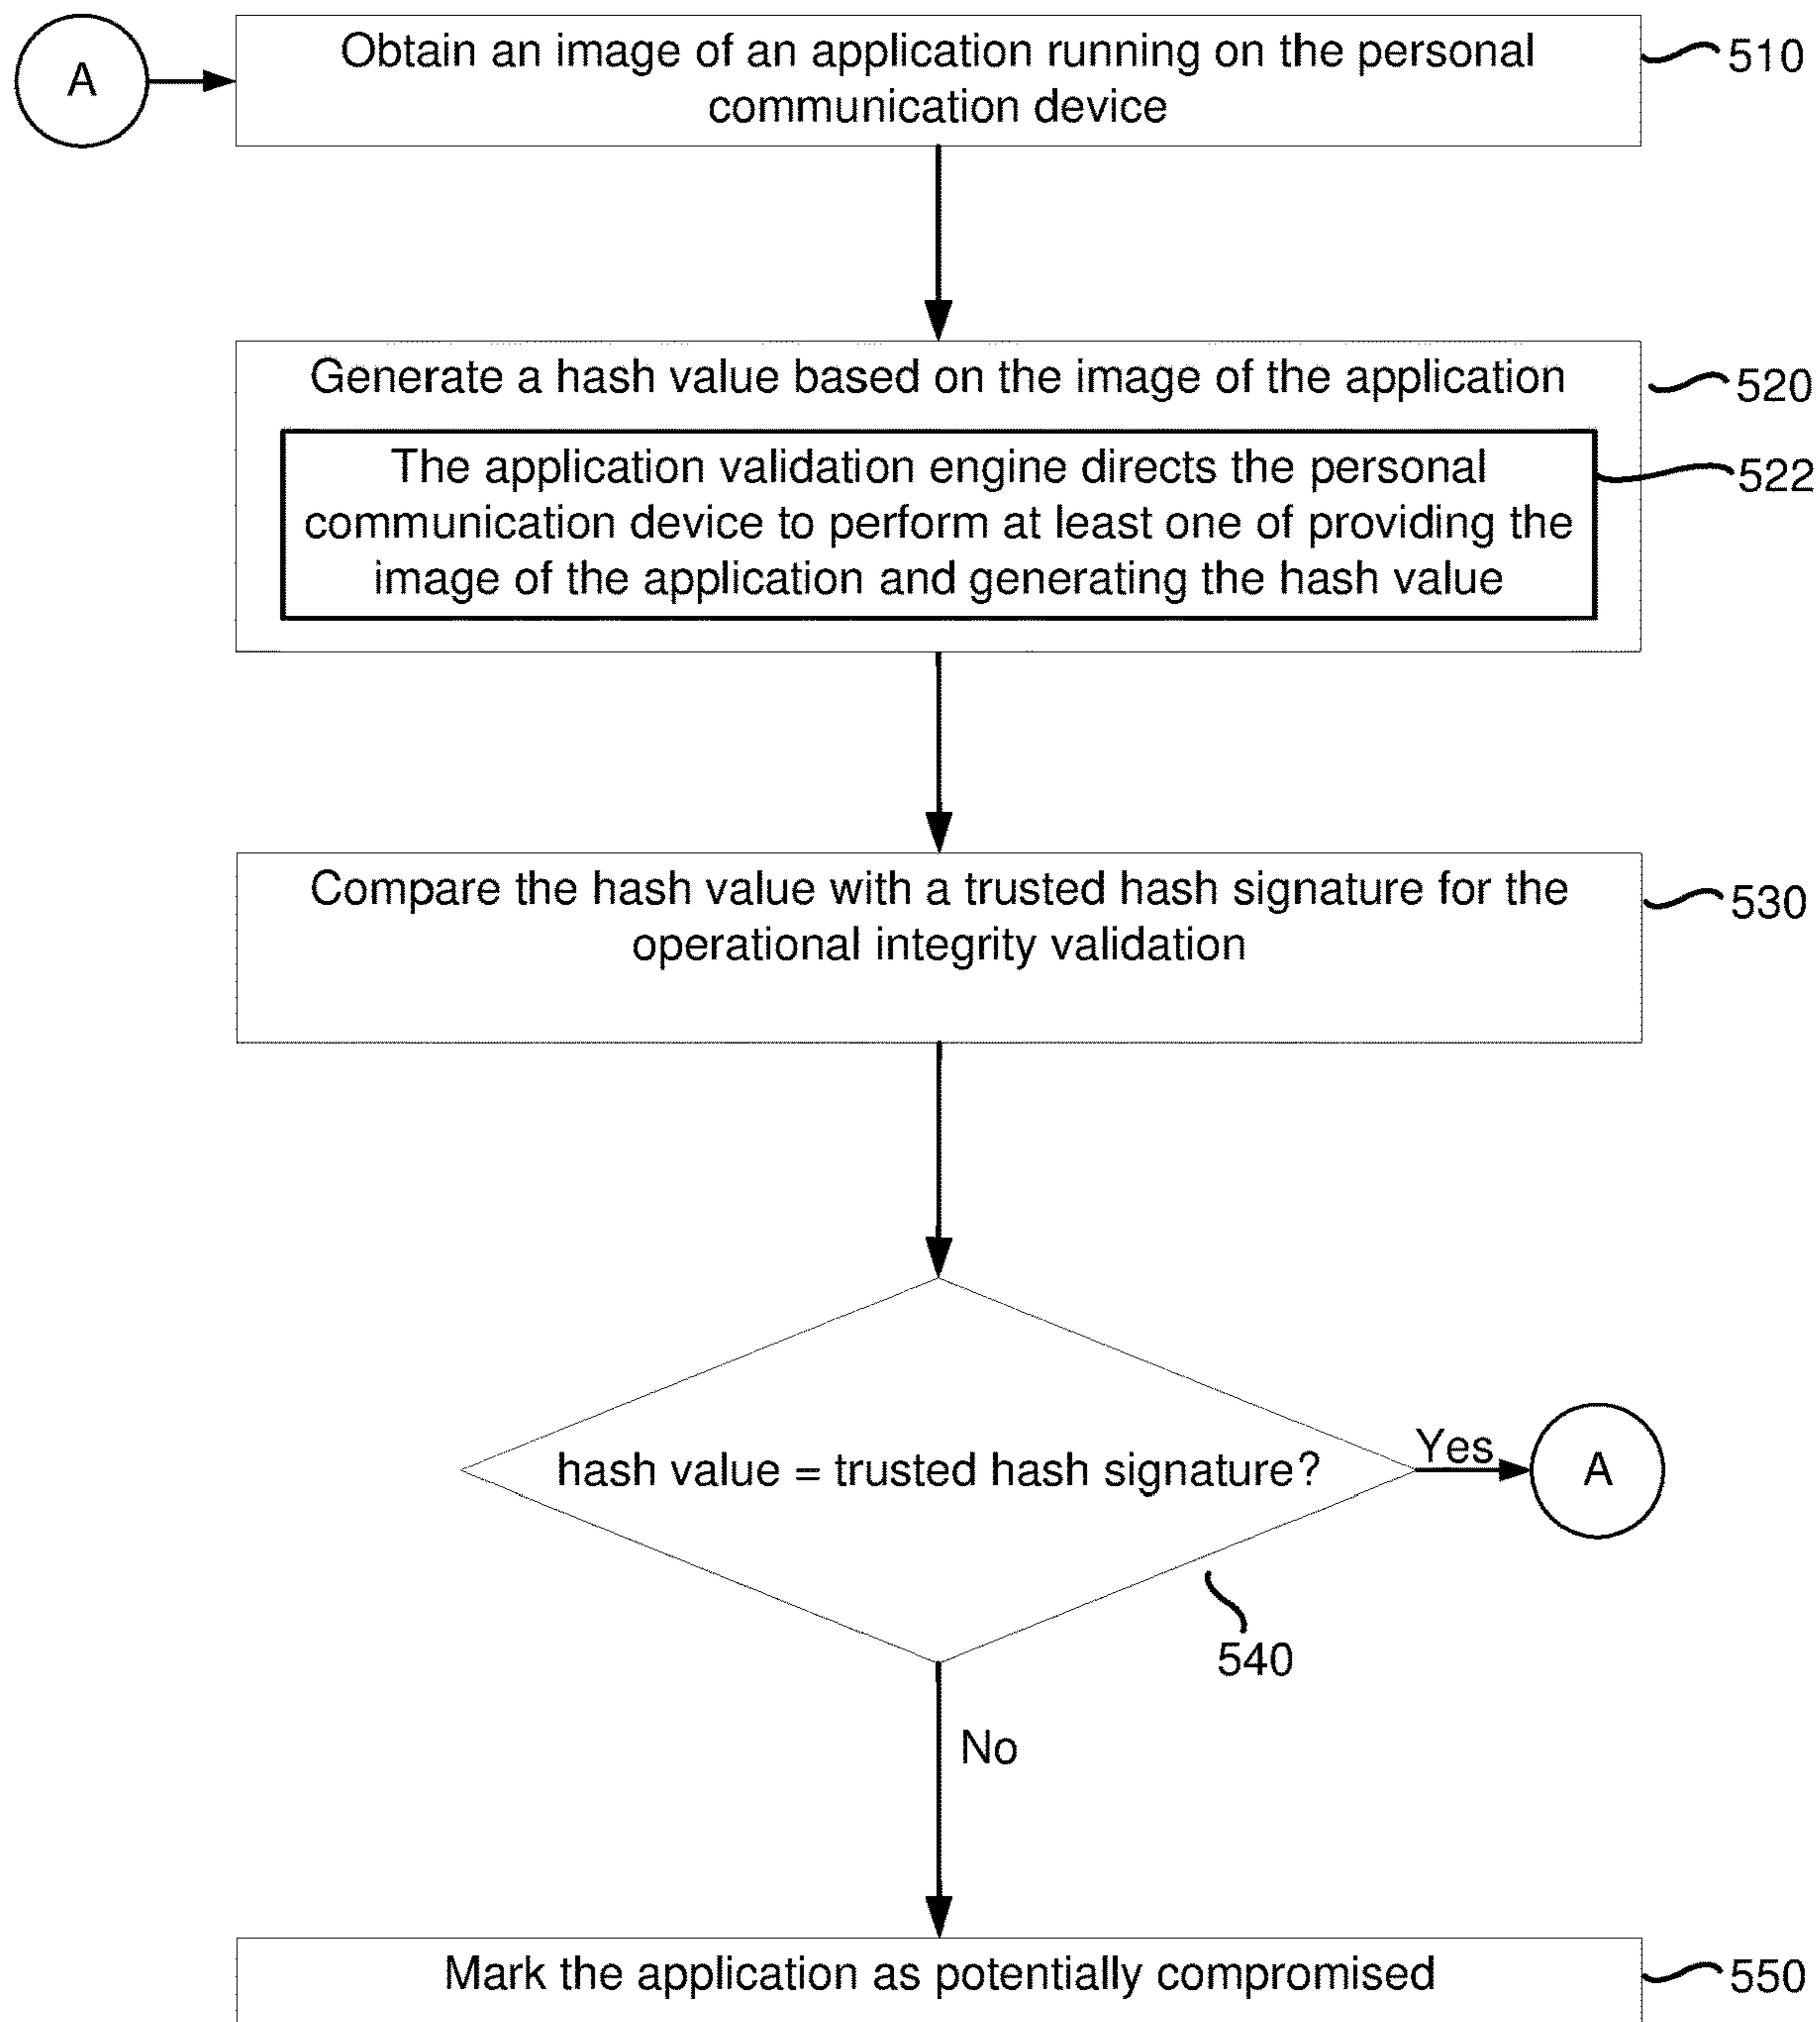 A
Obtain an image of an application running on the personal
communication device
510
Generate a hash value based on the image of the application
520
The application validation engine directs the personal
communication device to perform at least one of providing the
image of the application and generating the hash value
522
Compare the hash value with a trusted hash signature for the
operational integrity validation
530
hash value = trusted hash signature?
Yes
A
540
No
Mark the application as potentially compromised
550